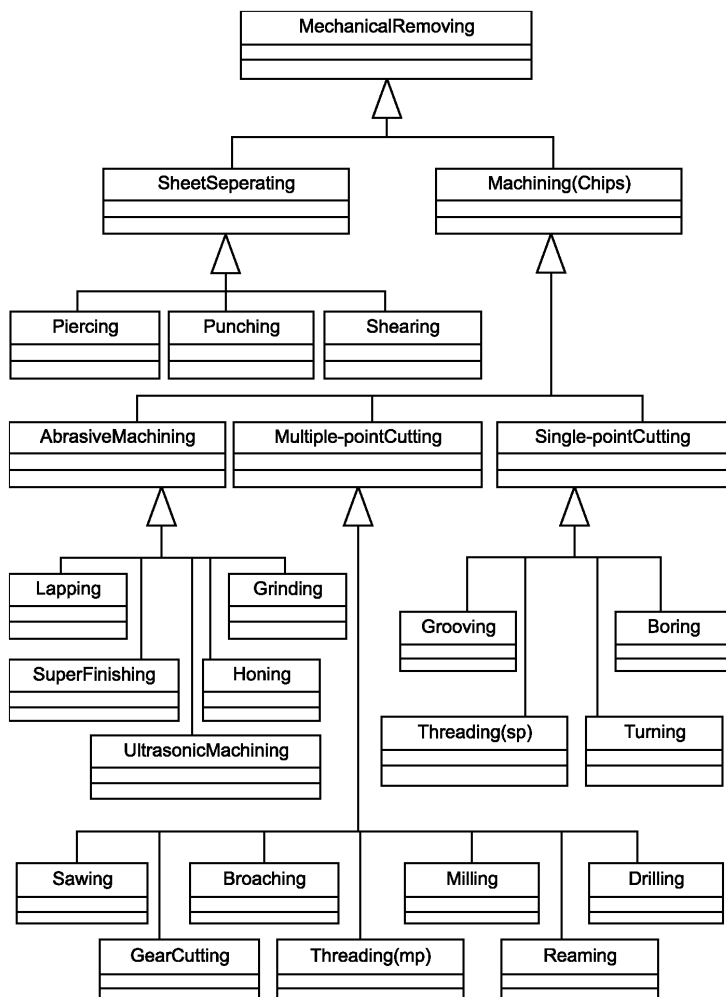 MechanicalRemoving
SheetSeperating
Machining(Chips)
Piercing
Punching
Shearing
AbrasiveMachining
Multiple-pointCutting
Single-pointCutting
Lapping
Grinding
Grooving
Boring
SuperFinishing
Honing
Threading(sp)
Turning
UltrasonicMachining
Sawing
Broaching
Milling
Drilling
GearCutting
Threading(mp)
Reaming